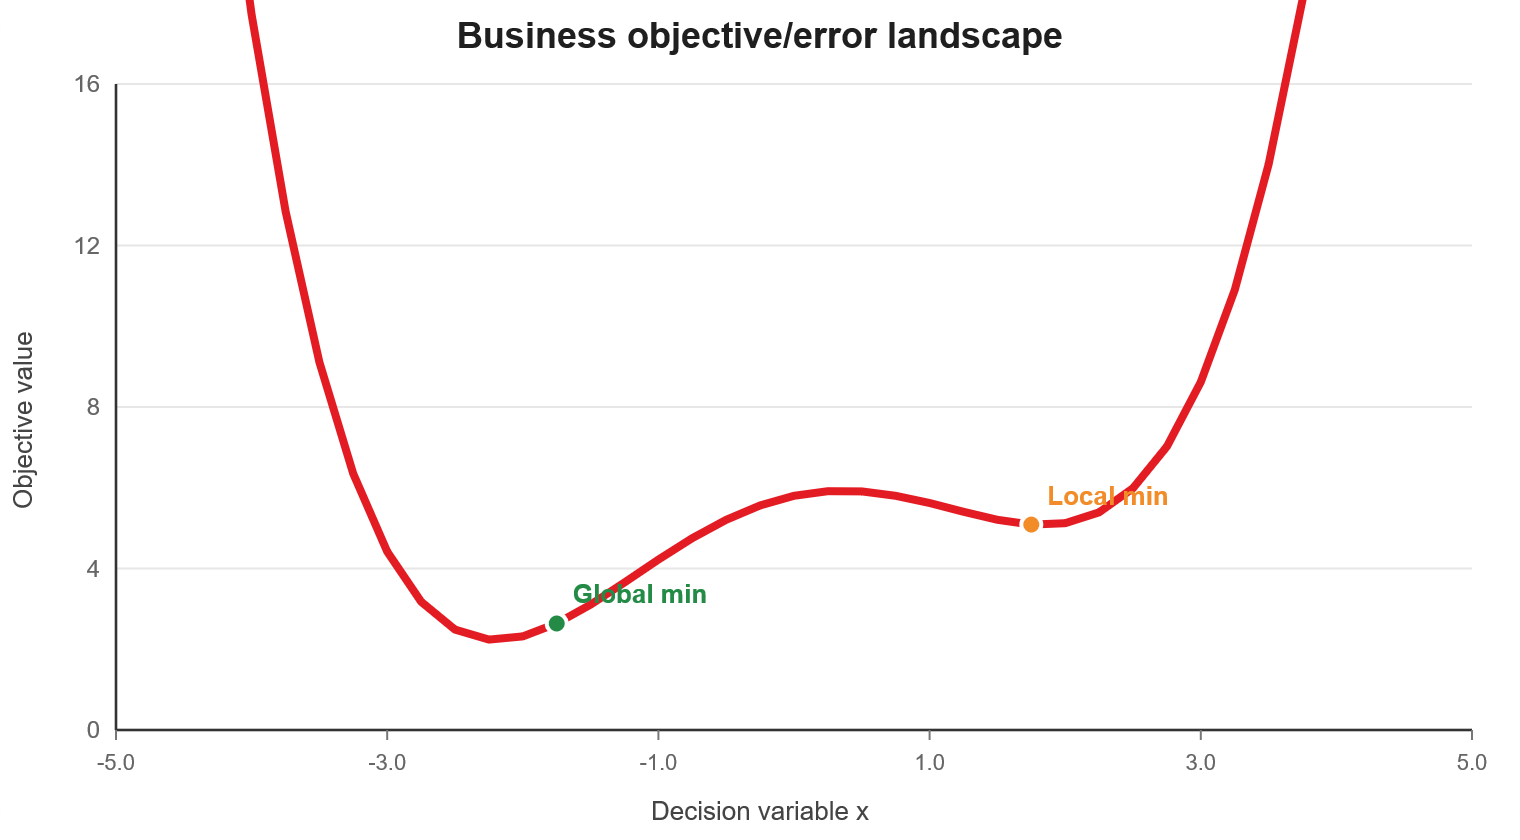 Business objective/error landscape
16
12
8
4
0
Objective value
Local min
Global min
-5.0
-3.0
-1.0
1.0
3.0
5.0
Decision variable x